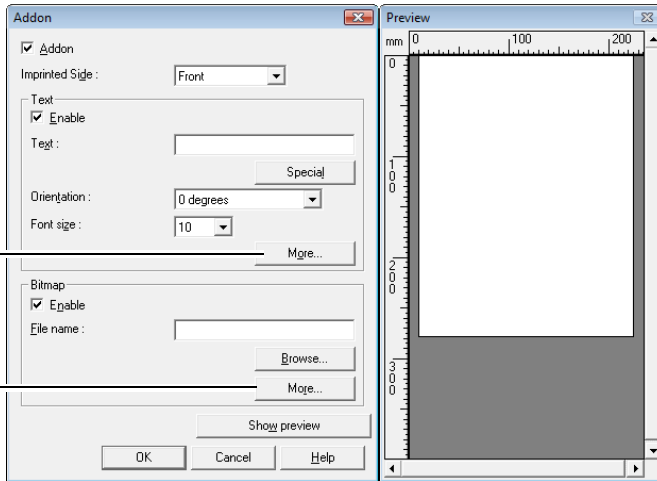 Addon
Addon
Imprinted Side : Front
Text
Enable
Text :
Special
Orientation : 0 degrees
Font size : 10
More...
Bitmap
Enable
File name :
Browse...
More...
Show preview
OK Cancel Help
Preview
mm 0 100 200
0
100
200
300